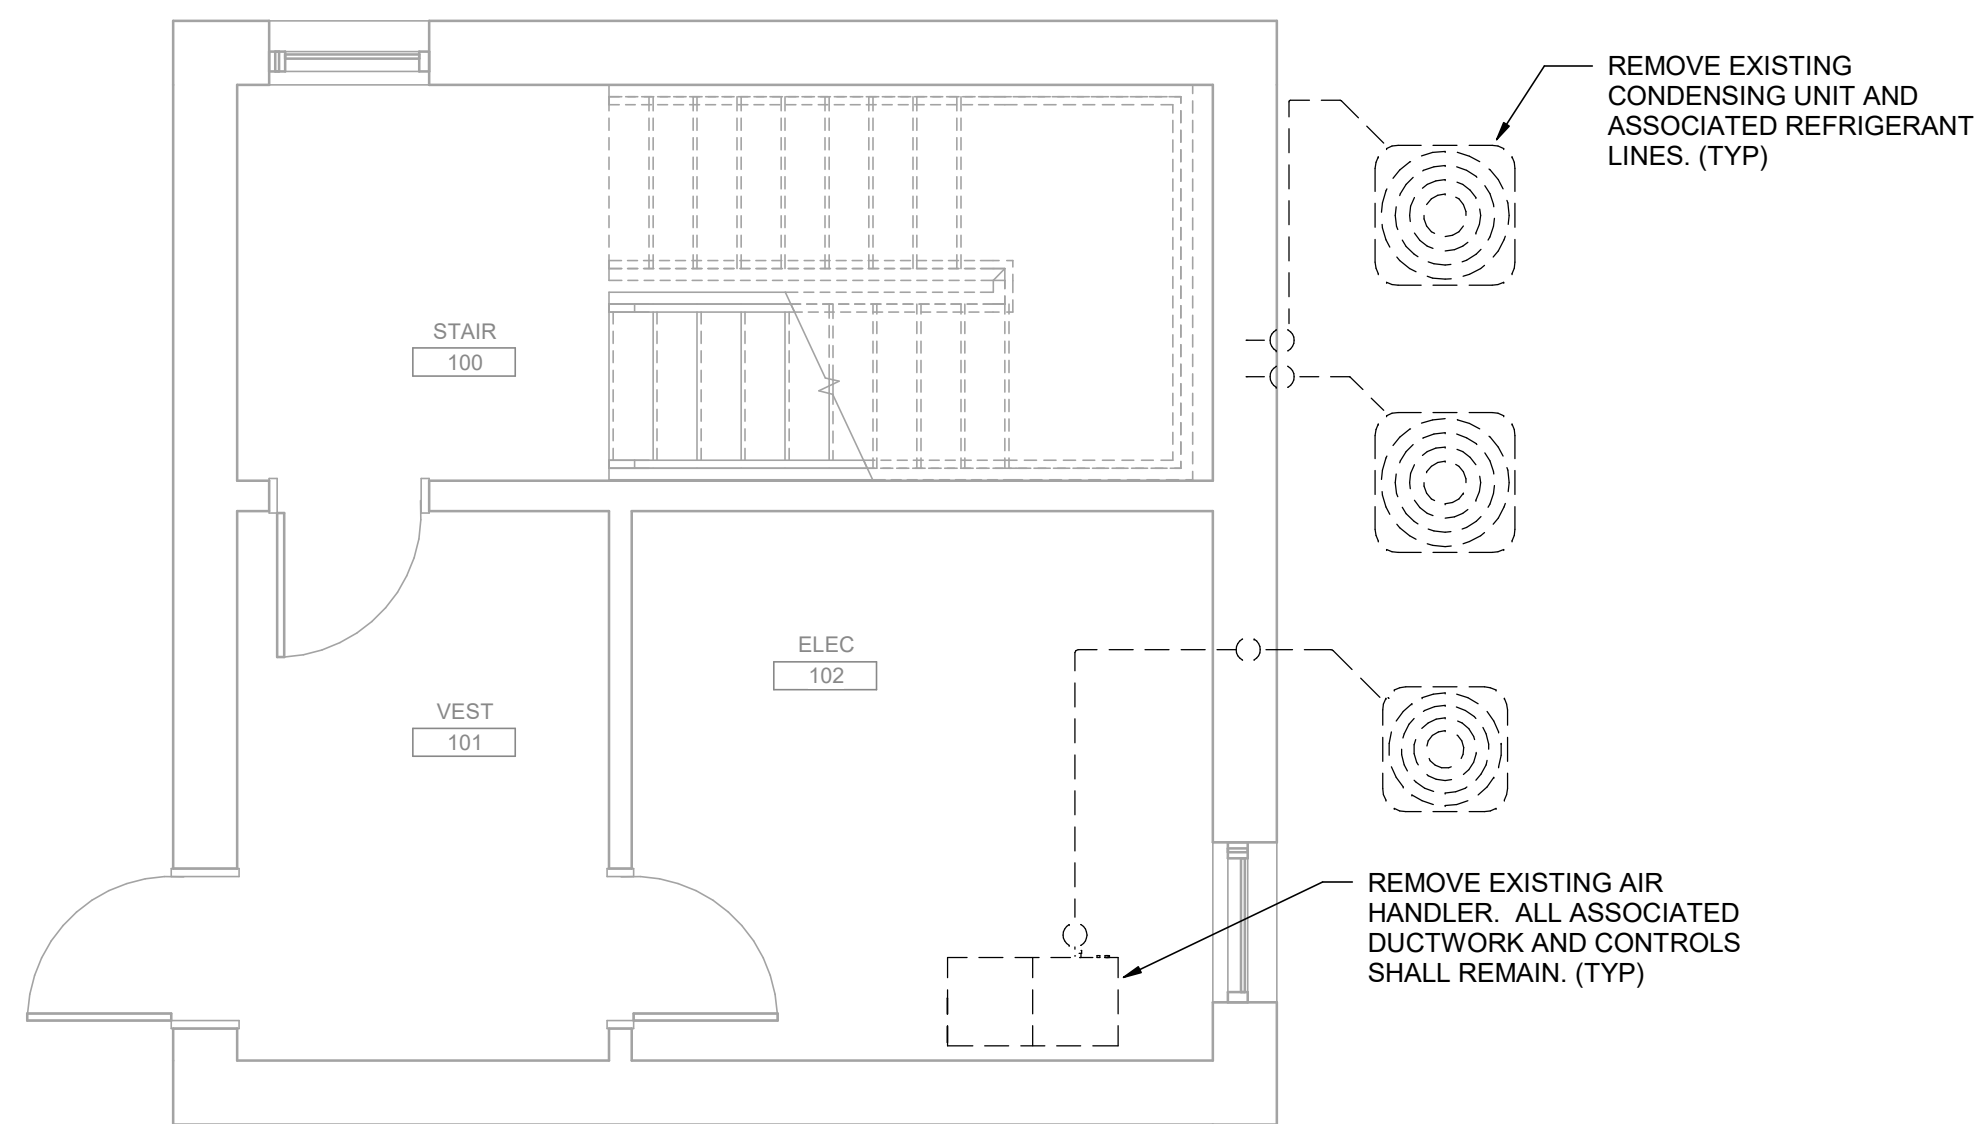 REMOVE EXISTING
CONDENSING UNIT AND
ASSOCIATED REFRIGERANT
LINES. (TYP)
STAIR
100
ELEC
102
VEST
101
REMOVE EXISTING AIR
HANDLER. ALL ASSOCIATED
DUCTWORK AND CONTROLS
SHALL REMAIN. (TYP)